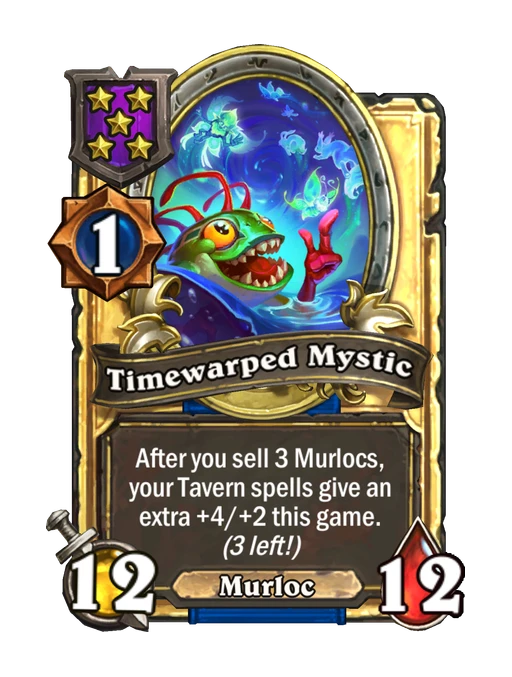 1
Timewarped Mystic
After you sell 3 Murlocs,
your Tavern spells give an
extra +4/+2 this game.
(3 left!)
12
Murloc
12